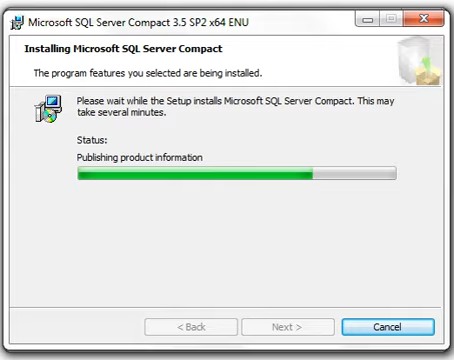 Microsoft SQL Server Compact 3.5 SP2 x64 ENU
Installing Microsoft SQL Server Compact
The program features you selected are being installed.
Please wait while the Setup installs Microsoft SQL Server Compact. This may
take several minutes.
Status:
Publishing product information
< Back
Next >
Cancel